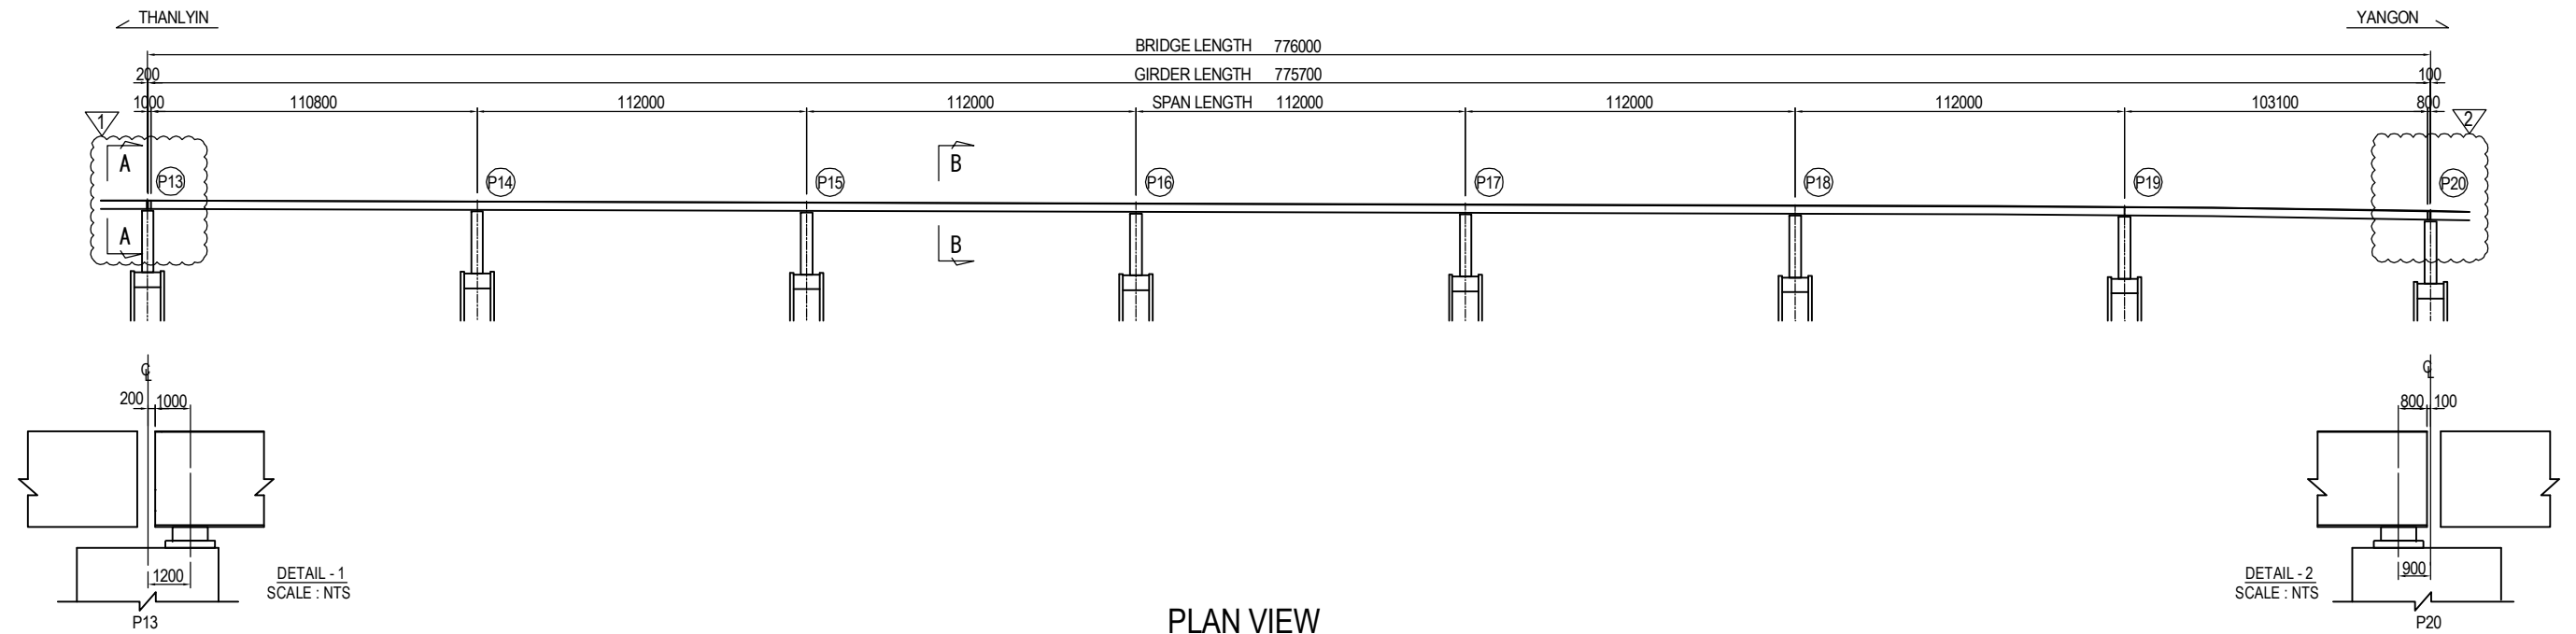 THANLYIN YANGON
BRIDGE LENGTH 776000
200 GIRDER LENGTH 775700 100
1000 110800 112000 112000 SPAN LENGTH 112000 112000 112000 103100 800
1 2
A B
P13 P14 P15 P16 P17 P18 P19 P20
A B
℄ ℄
200 1000 800 100
1200 900
DETAIL - 1 DETAIL - 2
SCALE : NTS SCALE : NTS
P13 P20
PLAN VIEW